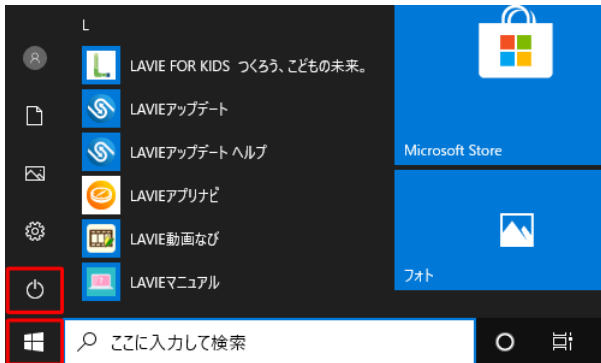 L
LAVIE FOR KIDS つくろう、こどもの未来。
LAVIEアップデート
LAVIEアップデート ヘルプ
LAVIEアプリナビ
LAVIE動画なび
LAVIEマニュアル
Microsoft Store
フォト
ここに入力して検索